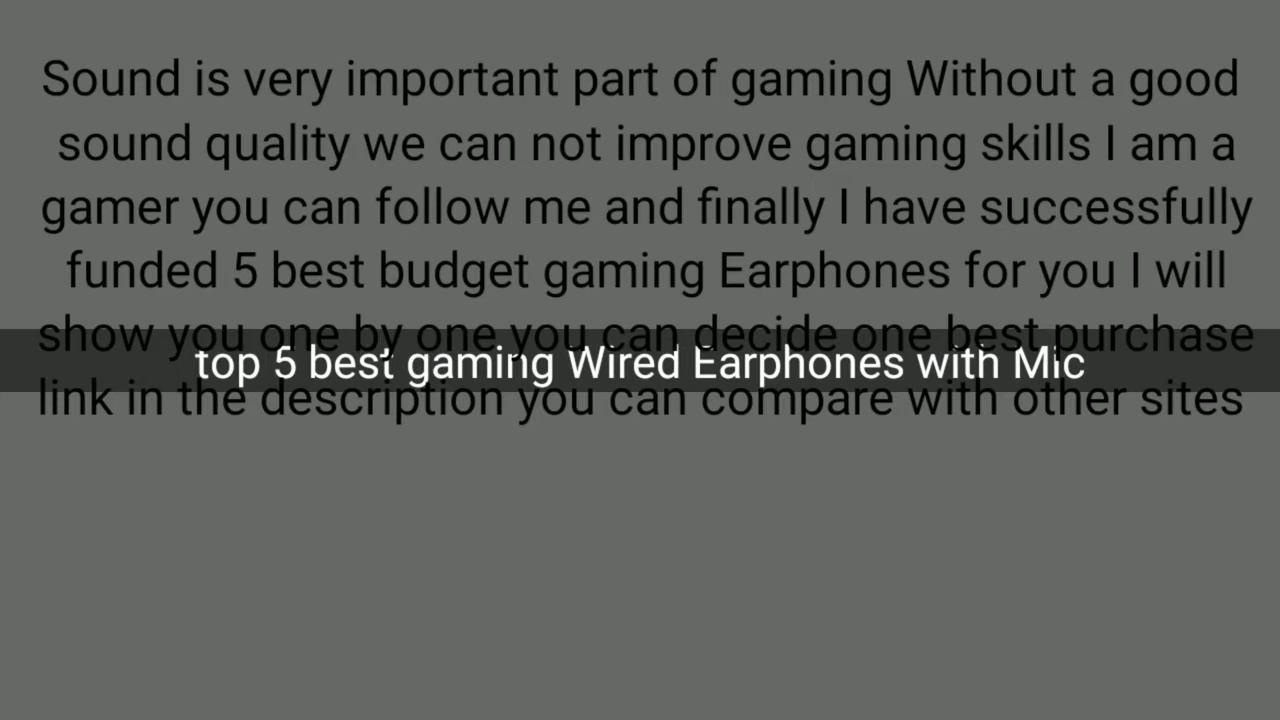 Sound is very important part of gaming Without a good
sound quality we can not improve gaming skills I am a
gamer you can follow me and finally I have successfully
funded 5 best budget gaming Earphones for you I will
show you one by one you can decide one best purchase
top 5 best gaming Wired Earphones with Mic
link in the description you can compare with other sites